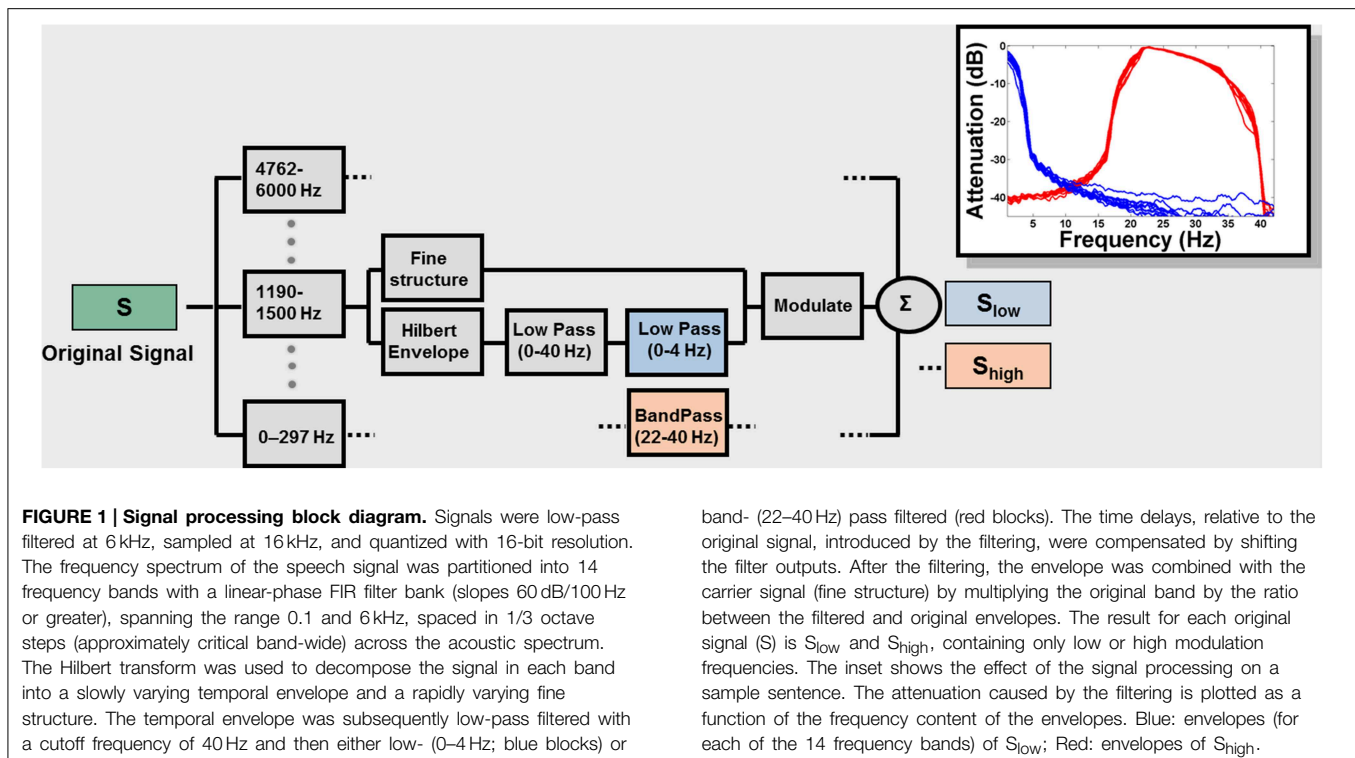 4762-
6000 Hz
1190-
1500 Hz
0–297 Hz
S
Original Signal
Fine
structure
Hilbert
Envelope
Low Pass
(0-40 Hz)
Low Pass
(0-4 Hz)
BandPass
(22-40 Hz)
Modulate
Σ
S_low
S_high
Attenuation (dB)
0
-10
-20
-30
-40
5 10 15 20 25 30 35 40
Frequency (Hz)
FIGURE 1 | Signal processing block diagram. Signals were low-pass
filtered at 6 kHz, sampled at 16 kHz, and quantized with 16-bit resolution.
The frequency spectrum of the speech signal was partitioned into 14
frequency bands with a linear-phase FIR filter bank (slopes 60 dB/100 Hz
or greater), spanning the range 0.1 and 6 kHz, spaced in 1/3 octave
steps (approximately critical band-wide) across the acoustic spectrum.
The Hilbert transform was used to decompose the signal in each band
into a slowly varying temporal envelope and a rapidly varying fine
structure. The temporal envelope was subsequently low-pass filtered with
a cutoff frequency of 40 Hz and then either low- (0–4 Hz; blue blocks) or
band- (22–40 Hz) pass filtered (red blocks). The time delays, relative to the
original signal, introduced by the filtering, were compensated by shifting
the filter outputs. After the filtering, the envelope was combined with the
carrier signal (fine structure) by multiplying the original band by the ratio
between the filtered and original envelopes. The result for each original
signal (S) is S_low and S_high, containing only low or high modulation
frequencies. The inset shows the effect of the signal processing on a
sample sentence. The attenuation caused by the filtering is plotted as a
function of the frequency content of the envelopes. Blue: envelopes (for
each of the 14 frequency bands) of S_low; Red: envelopes of S_high.